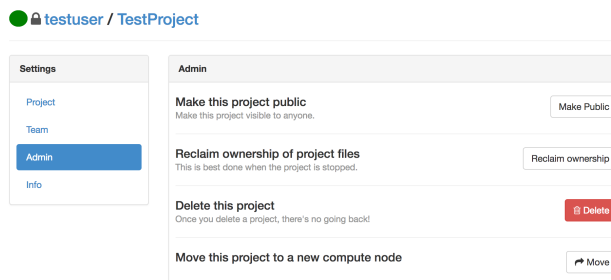 testuser / TestProject
Settings
Project
Team
Admin
Info
Admin
Make this project public
Make this project visible to anyone.
Make Public
Reclaim ownership of project files
This is best done when the project is stopped.
Reclaim ownership
Delete this project
Once you delete a project, there's no going back!
Delete
Move this project to a new compute node
Move